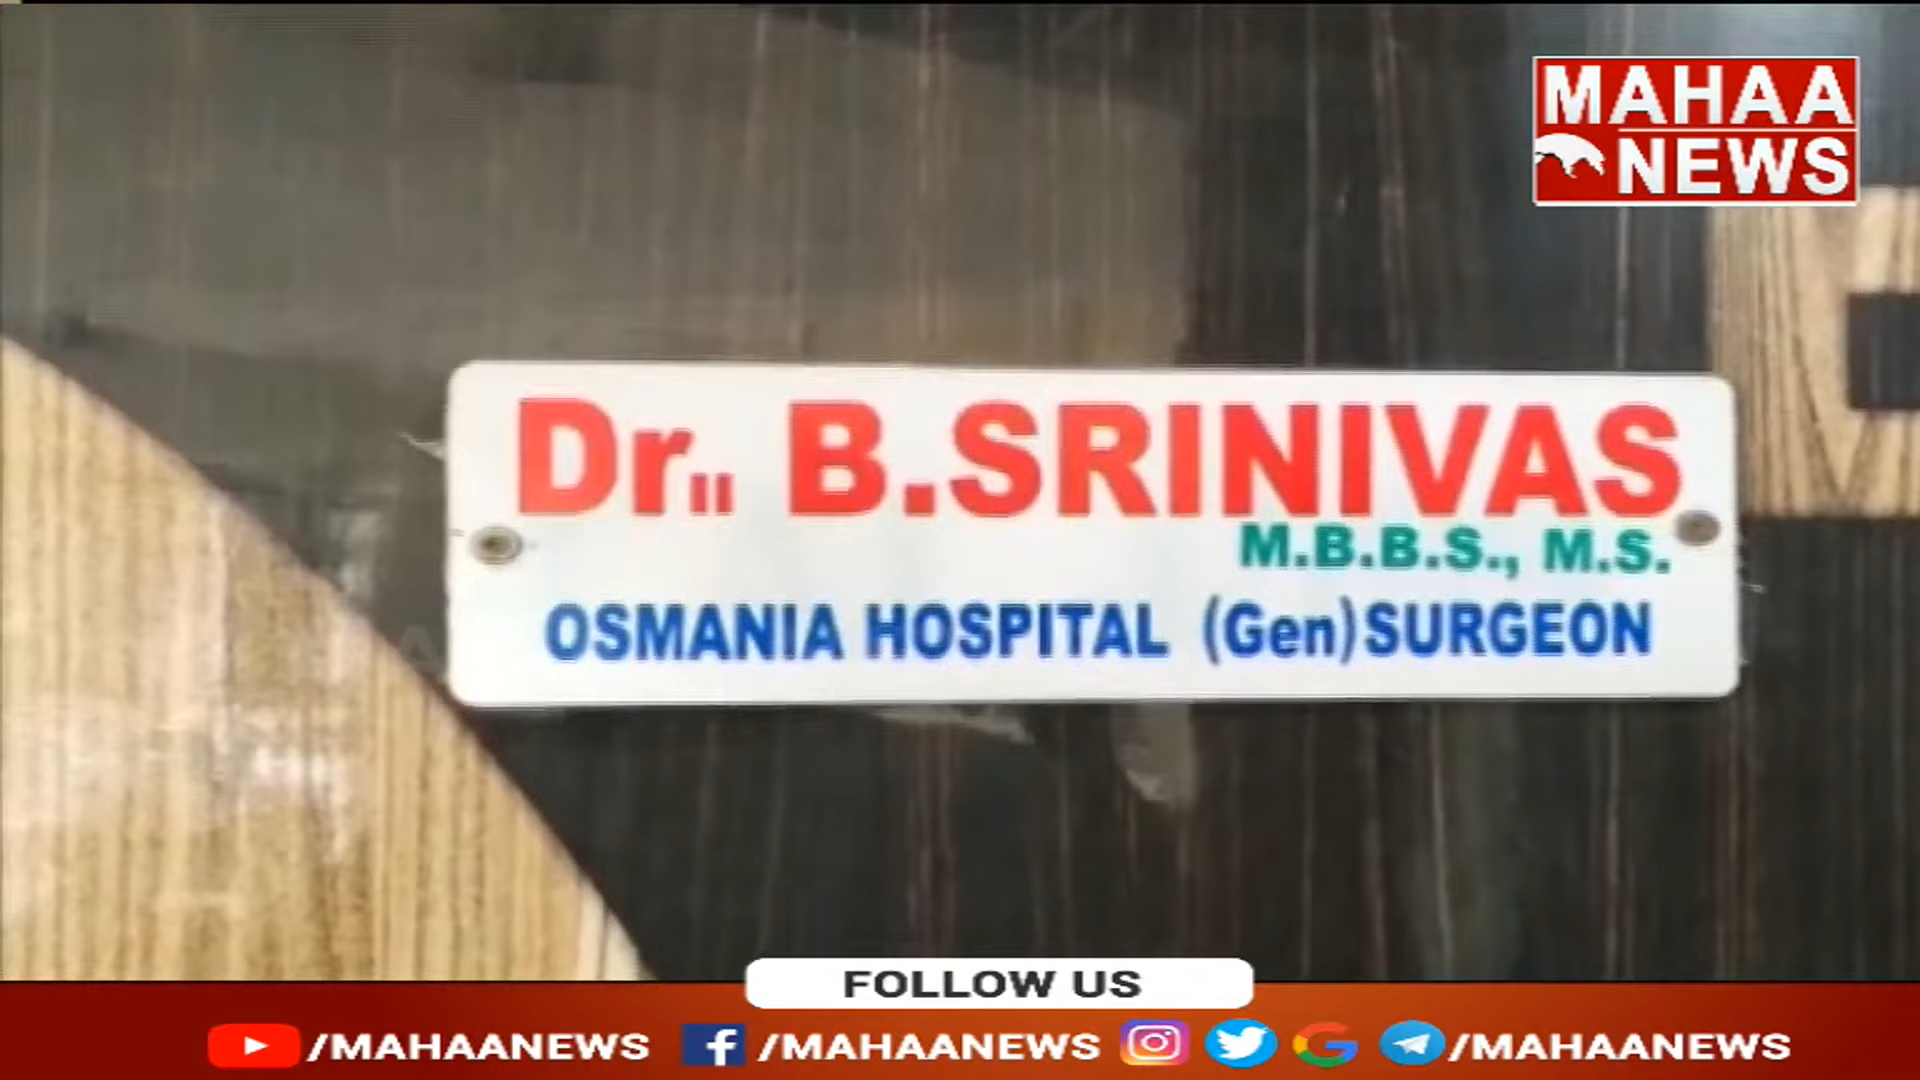 MAHAA
NEWS
Dr.. B.SRINIVAS
M.B.B.S., M.S.
OSMANIA HOSPITAL (Gen)SURGEON
FOLLOW US
/MAHAANEWS /MAHAANEWS /MAHAANEWS